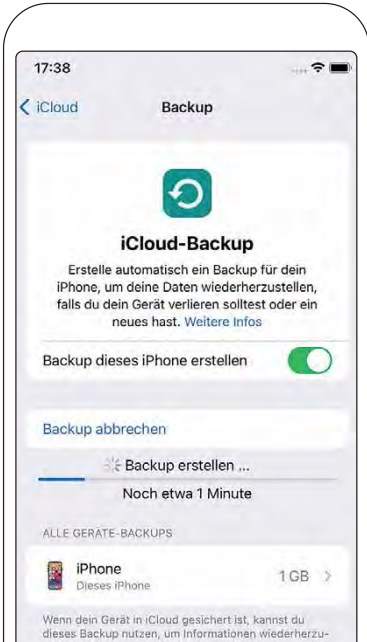 17:38
iCloud Backup
iCloud-Backup
Erstelle automatisch ein Backup für dein
iPhone, um deine Daten wiederherzustellen,
falls du dein Gerät verlieren solltest oder ein
neues hast. Weitere Infos
Backup dieses iPhone erstellen
Backup abbrechen
Backup erstellen ...
Noch etwa 1 Minute
ALLE GERÄTE-BACKUPS
iPhone
Dieses iPhone
1 GB
Wenn dein Gerät in iCloud gesichert ist, kannst du
dieses Backup nutzen, um Informationen wiederherzu-